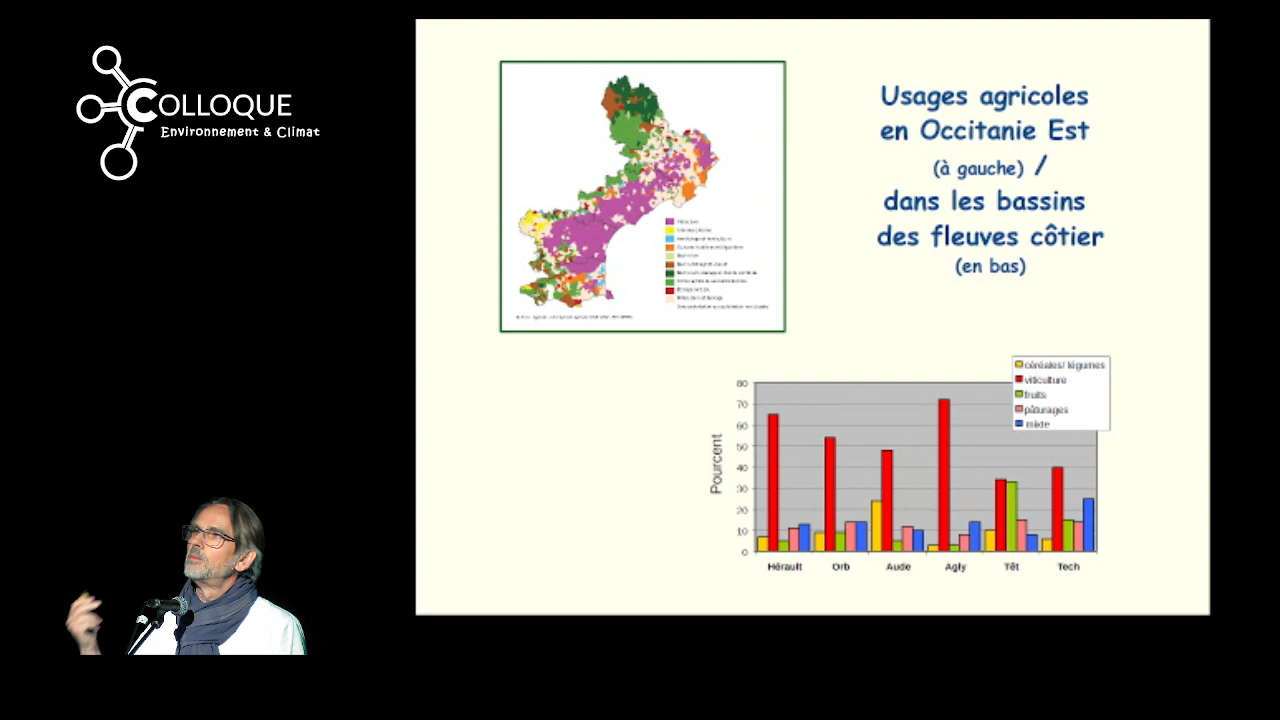 COLLOQUE
Environnement & Climat
Usages agricoles
en Occitanie Est
(à gauche) /
dans les bassins
des fleuves côtier
(en bas)
céréales/ légumes
viticulture
fruits
pâturages
mixte
Pourcent
80
70
60
50
40
30
20
10
0
Hérault Orb Aude Agly Têt Tech